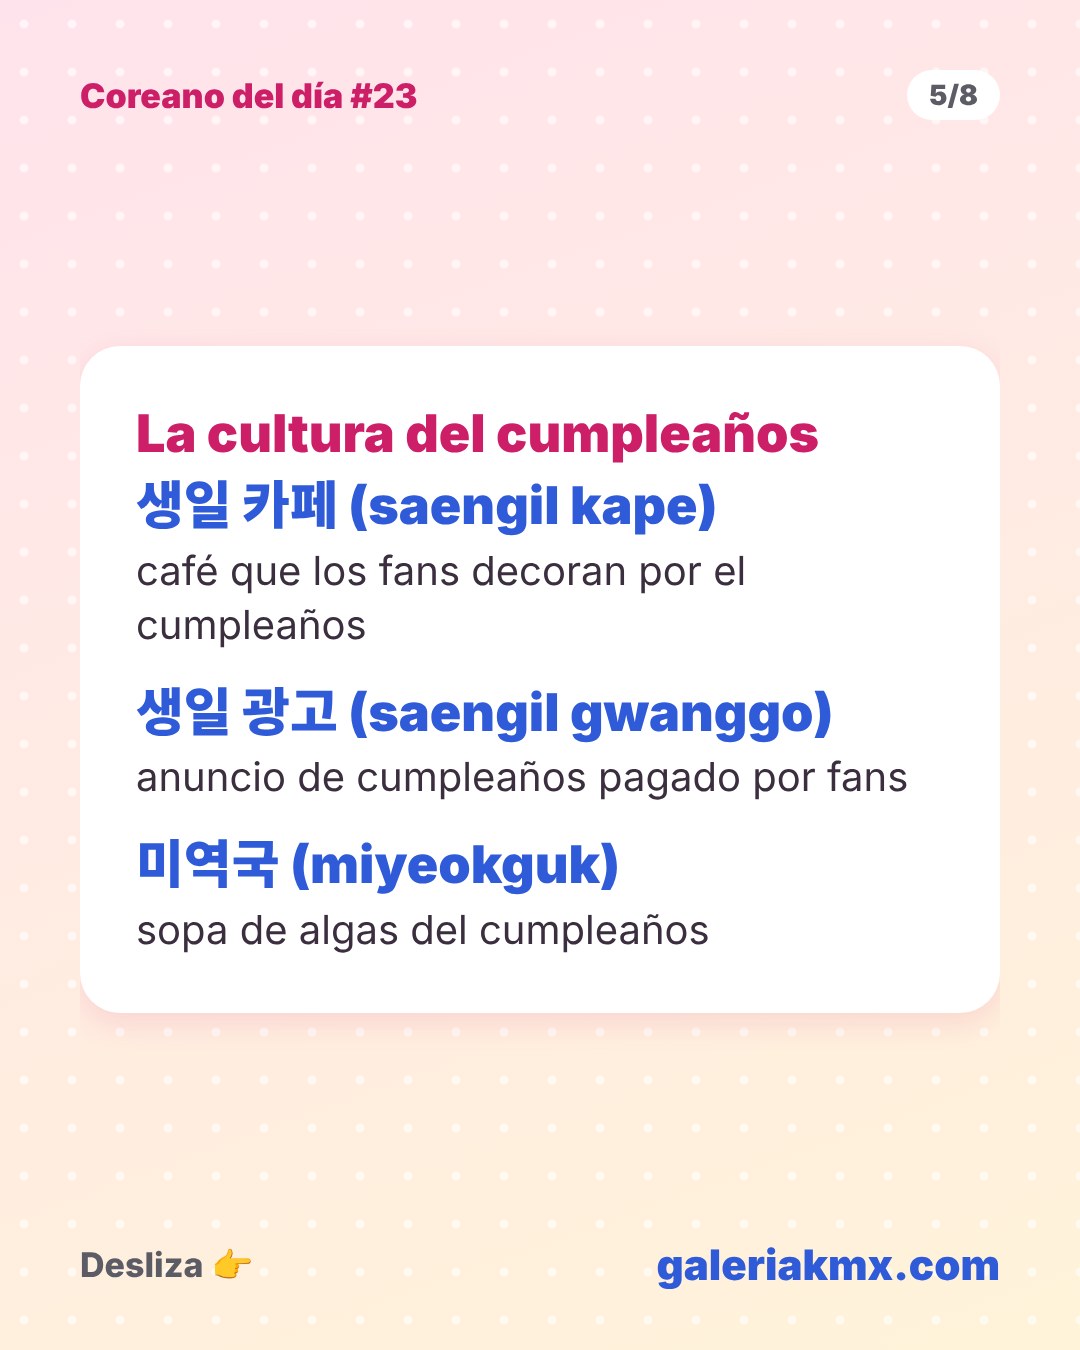 Coreano del día #23
5/8
La cultura del cumpleaños
생일 카페 (saengil kape)
café que los fans decoran por el
cumpleaños
생일 광고 (saengil gwanggo)
anuncio de cumpleaños pagado por fans
미역국 (miyeokguk)
sopa de algas del cumpleaños
Desliza 👉
galeriakmx.com